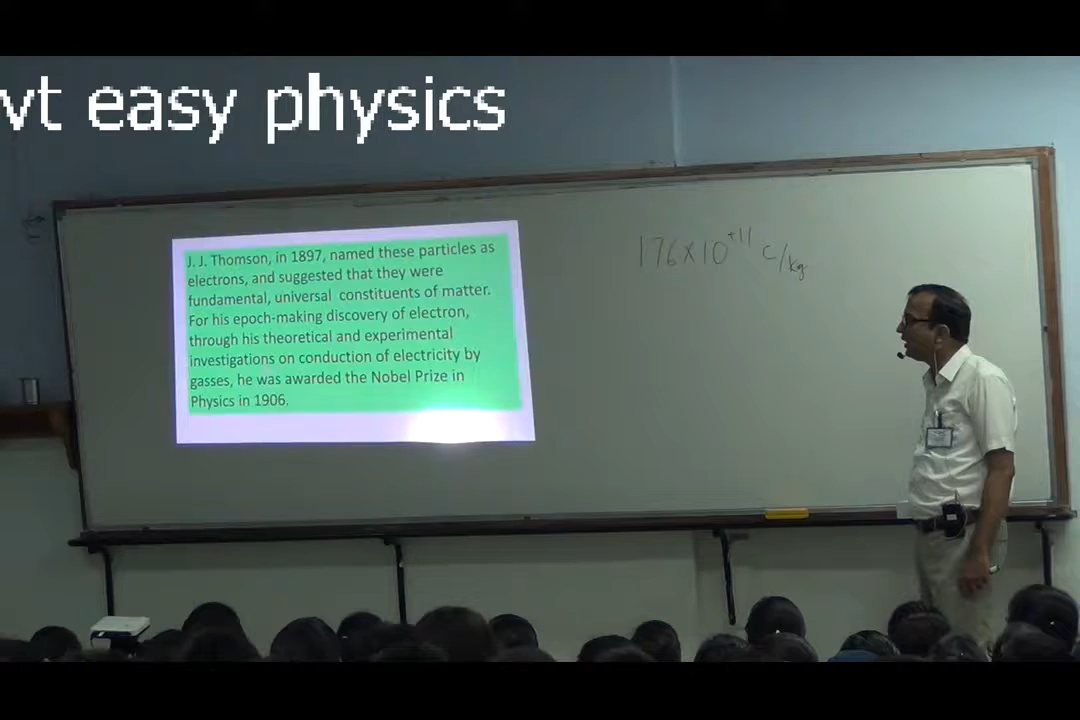 vt easy physics
J. J. Thomson, in 1897, named these particles as
electrons, and suggested that they were
fundamental, universal constituents of matter.
For his epoch-making discovery of electron,
through his theoretical and experimental
investigations on conduction of electricity by
gasses, he was awarded the Nobel Prize in
Physics in 1906.
176×10⁺¹¹ C/kg